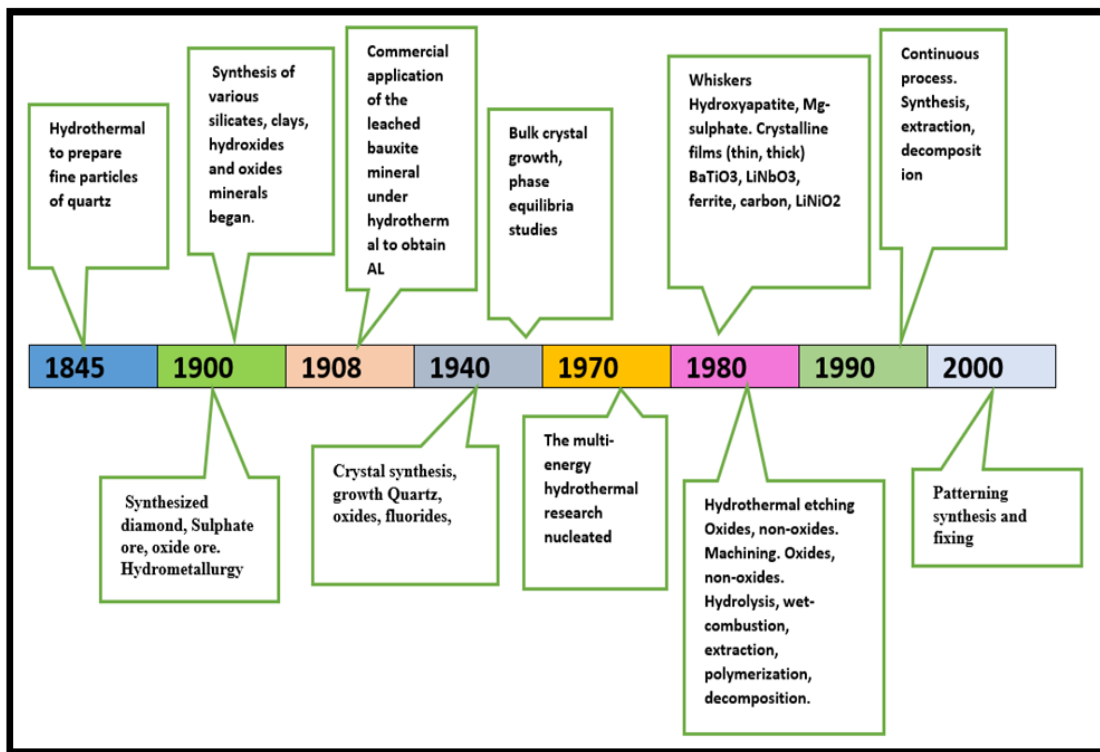 Hydrothermal
to prepare
fine particles
of quartz
Synthesis of
various
silicates, clays,
hydroxides
and oxides
minerals
began.
Commercial
application
of the
leached
bauxite
mineral
under
hydrotherm
al to obtain
AL
Bulk crystal
growth,
phase
equilibria
studies
Whiskers
Hydroxyapatite, Mg-
sulphate. Crystalline
films (thin, thick)
BaTiO3, LiNbO3,
ferrite, carbon, LiNiO2
Continuous
process.
Synthesis,
extraction,
decomposit
ion
1845 1900 1908 1940 1970 1980 1990 2000
Synthesized
diamond, Sulphate
ore, oxide ore.
Hydrometallurgy
Crystal synthesis,
growth Quartz,
oxides, fluorides,
The multi-
energy
hydrothermal
research
nucleated
Hydrothermal etching
Oxides, non-oxides.
Machining. Oxides,
non-oxides.
Hydrolysis, wet-
combustion,
extraction,
polymerization,
decomposition.
Patterning
synthesis and
fixing